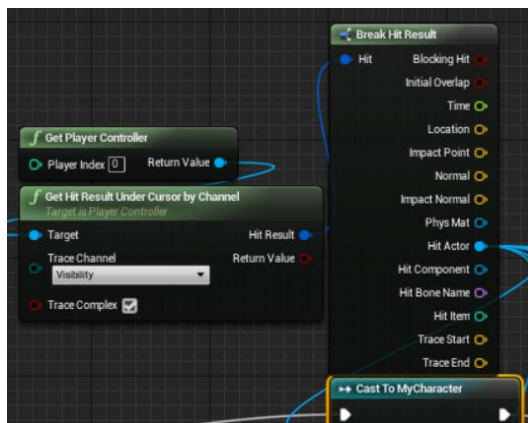 Break Hit Result
Hit
Blocking Hit
Initial Overlap
Time
Location
Impact Point
Normal
Impact Normal
Phys Mat
Hit Actor
Hit Component
Hit Bone Name
Hit Item
Trace Start
Trace End
f Get Player Controller
Player Index 0 Return Value
f Get Hit Result Under Cursor by Channel
Target is Player Controller
Target Hit Result
Trace Channel Return Value
Visibility
Trace Complex
Cast To MyCharacter